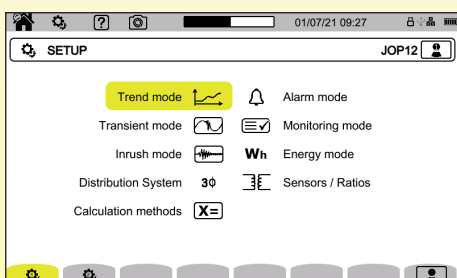 ? 01/07/21 09:27
SETUP JOP12
Trend mode Alarm mode
Transient mode Monitoring mode
Inrush mode Wh Energy mode
Distribution System 3ϕ Sensors / Ratios
Calculation methods X=